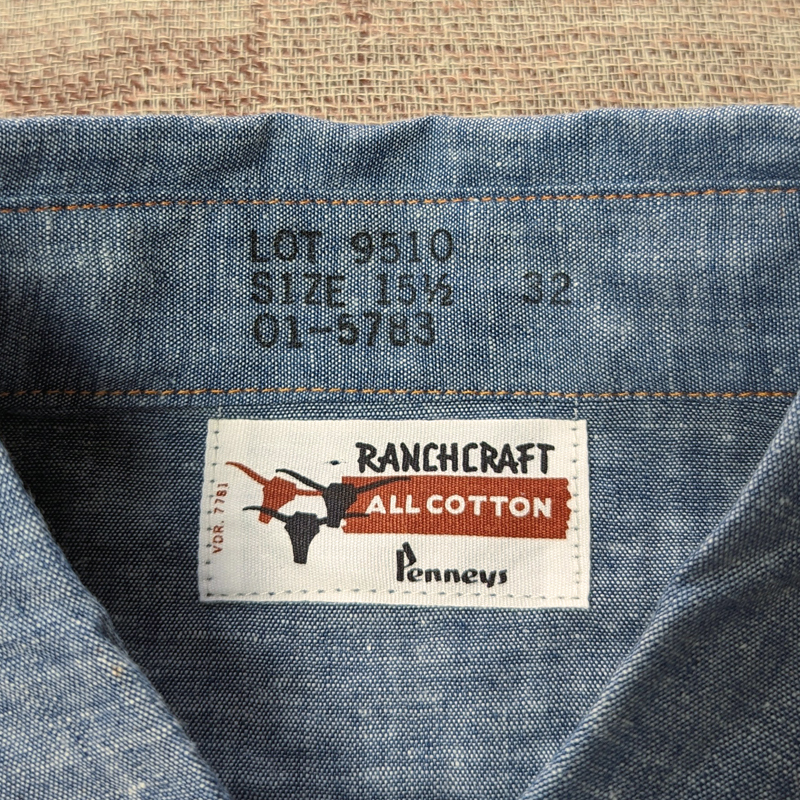 LOT 9510
SIZE 15½ 32
01-5783
RANCHCRAFT
ALL COTTON
Penneys
VDR. 7781